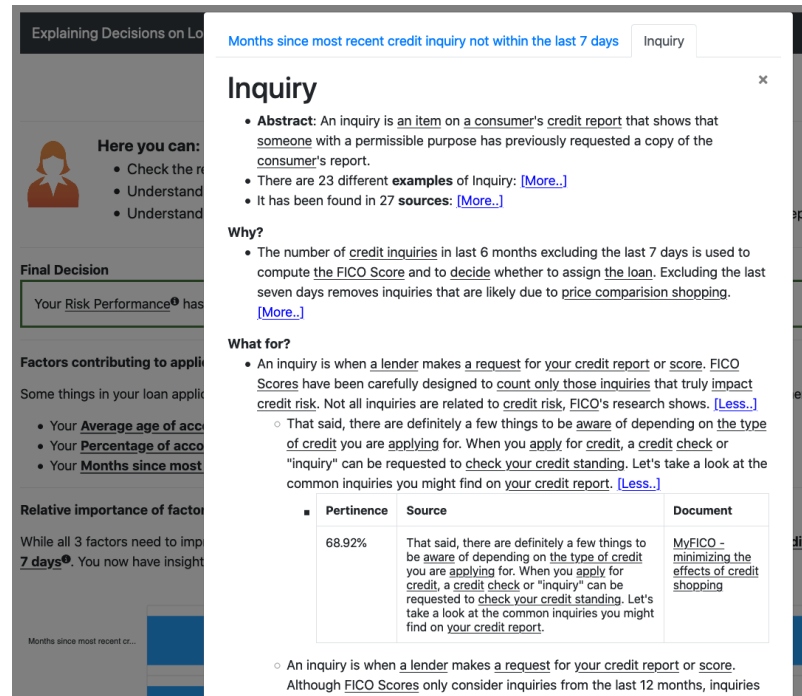 Explaining Decisions on Lo
Months since most recent credit inquiry not within the last 7 days
Inquiry
Inquiry
×
• Abstract: An inquiry is an item on a consumer's credit report that shows that
someone with a permissible purpose has previously requested a copy of the
consumer's report.
• There are 23 different examples of Inquiry: [More..]
• It has been found in 27 sources: [More..]
Why?
• The number of credit inquiries in last 6 months excluding the last 7 days is used to
compute the FICO Score and to decide whether to assign the loan. Excluding the last
seven days removes inquiries that are likely due to price comparision shopping.
[More..]
What for?
• An inquiry is when a lender makes a request for your credit report or score. FICO
Scores have been carefully designed to count only those inquiries that truly impact
credit risk. Not all inquiries are related to credit risk, FICO's research shows. [Less..]
○ That said, there are definitely a few things to be aware of depending on the type
of credit you are applying for. When you apply for credit, a credit check or
"inquiry" can be requested to check your credit standing. Let's take a look at the
common inquiries you might find on your credit report. [Less..]
Pertinence Source Document
68.92%
That said, there are definitely a few things to
be aware of depending on the type of credit
you are applying for. When you apply for
credit, a credit check or "inquiry" can be
requested to check your credit standing. Let's
take a look at the common inquiries you might
find on your credit report.
MyFICO -
minimizing the
effects of credit
shopping
○ An inquiry is when a lender makes a request for your credit report or score.
Although FICO Scores only consider inquiries from the last 12 months, inquiries
Here you can:
• Check the re
• Understand
• Understand
Final Decision
Your Risk Performance has
Factors contributing to appli
Some things in your loan applic
• Your Average age of acco
• Your Percentage of acco
• Your Months since most
Relative importance of factor
While all 3 factors need to imp
7 days. You now have insight
Months since most recent cr...